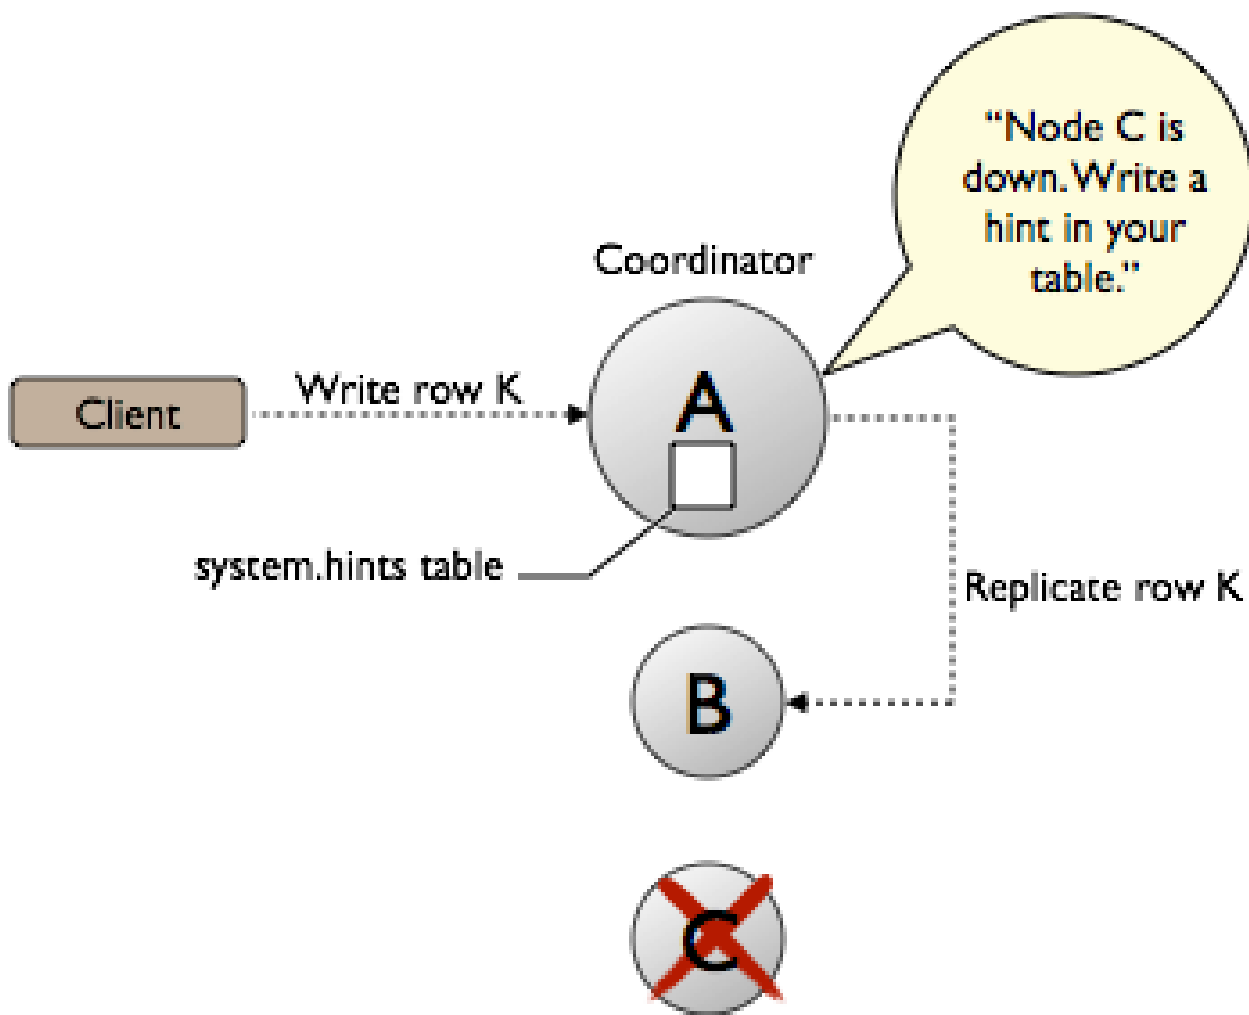 “Node C is
down. Write a
hint in your
table.”
Coordinator
Client
Write row K
A
system.hints table
Replicate row K
B
C